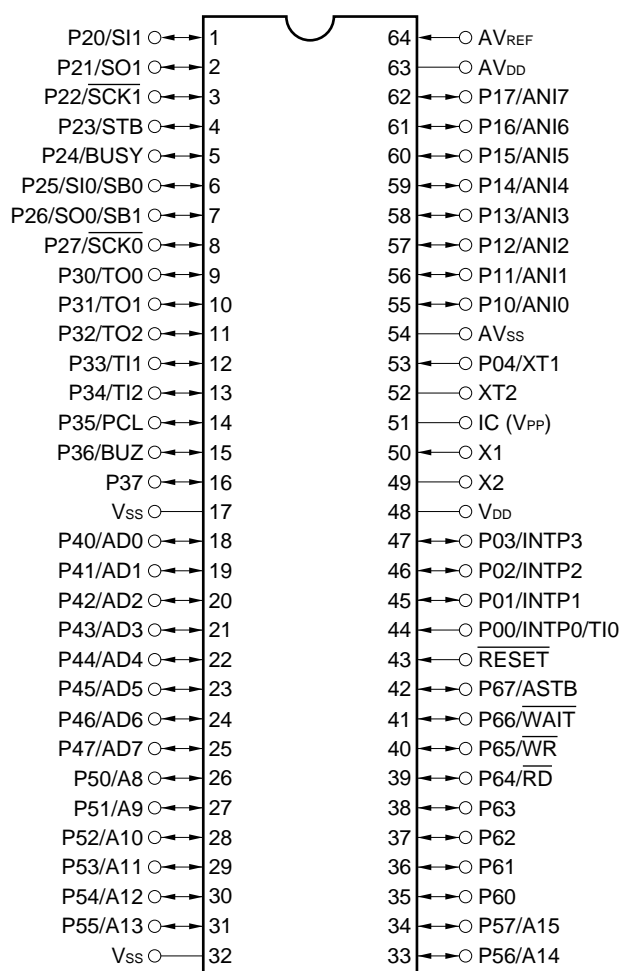 P20/SI1 1 64 AVREF
P21/SO1 2 63 AVDD
P22/SCK1 3 62 P17/ANI7
P23/STB 4 61 P16/ANI6
P24/BUSY 5 60 P15/ANI5
P25/SI0/SB0 6 59 P14/ANI4
P26/SO0/SB1 7 58 P13/ANI3
P27/SCK0 8 57 P12/ANI2
P30/TO0 9 56 P11/ANI1
P31/TO1 10 55 P10/ANI0
P32/TO2 11 54 AVSS
P33/TI1 12 53 P04/XT1
P34/TI2 13 52 XT2
P35/PCL 14 51 IC (VPP)
P36/BUZ 15 50 X1
P37 16 49 X2
VSS 17 48 VDD
P40/AD0 18 47 P03/INTP3
P41/AD1 19 46 P02/INTP2
P42/AD2 20 45 P01/INTP1
P43/AD3 21 44 P00/INTP0/TI0
P44/AD4 22 43 RESET
P45/AD5 23 42 P67/ASTB
P46/AD6 24 41 P66/WAIT
P47/AD7 25 40 P65/WR
P50/A8 26 39 P64/RD
P51/A9 27 38 P63
P52/A10 28 37 P62
P53/A11 29 36 P61
P54/A12 30 35 P60
P55/A13 31 34 P57/A15
VSS 32 33 P56/A14